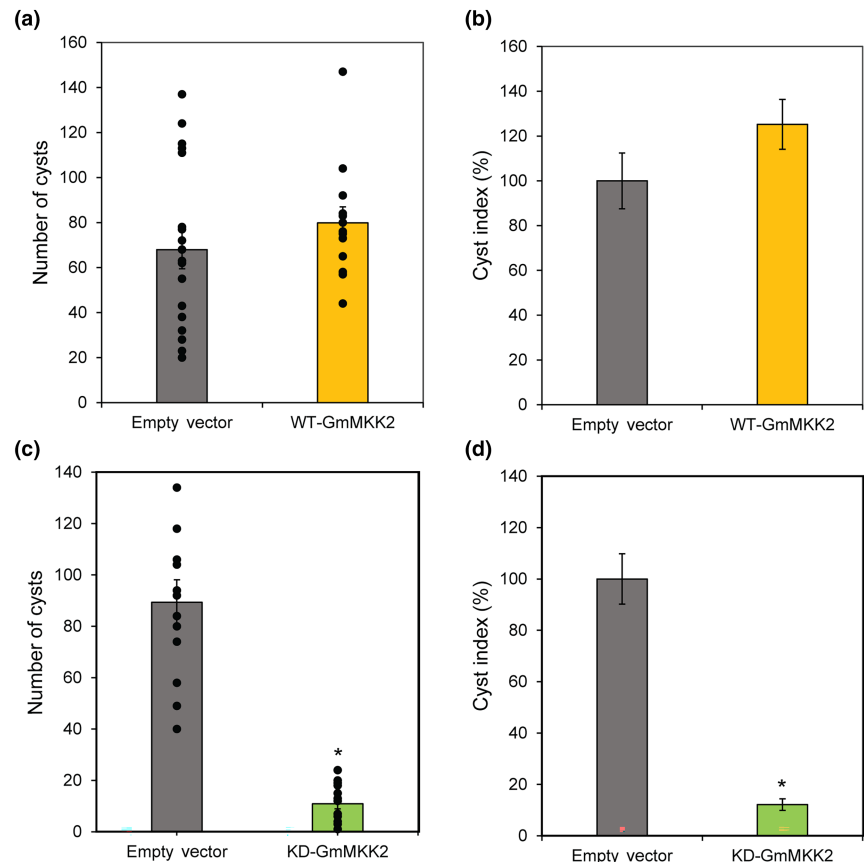 (a)
Number of cysts
160
140
120
100
80
60
40
20
0
Empty vector
WT-GmMKK2
(b)
Cyst index (%)
160
140
120
100
80
60
40
20
0
Empty vector
WT-GmMKK2
(c)
Number of cysts
140
120
100
80
60
40
20
0
*
Empty vector
KD-GmMKK2
(d)
Cyst index (%)
140
120
100
80
60
40
20
0
*
Empty vector
KD-GmMKK2